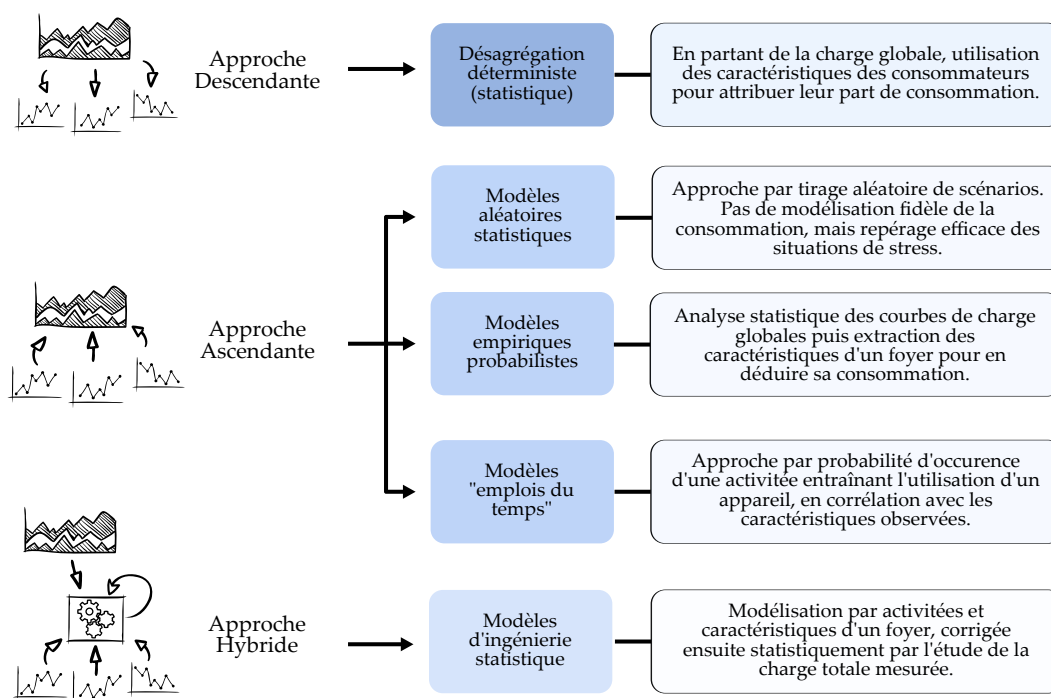 Approche
Descendante
Désagrégation
déterministe
(statistique)
En partant de la charge globale, utilisation
des caractéristiques des consommateurs
pour attribuer leur part de consommation.
Approche
Ascendante
Modèles
aléatoires
statistiques
Approche par tirage aléatoire de scénarios.
Pas de modélisation fidèle de la
consommation, mais repérage efficace des
situations de stress.
Modèles
empiriques
probabilistes
Analyse statistique des courbes de charge
globales puis extraction des
caractéristiques d'un foyer pour en
déduire sa consommation.
Modèles
"emplois du
temps"
Approche par probabilité d'occurence
d'une activitée entraînant l'utilisation d'un
appareil, en corrélation avec les
caractéristiques observées.
Approche
Hybride
Modèles
d'ingénierie
statistique
Modélisation par activitées et
caractéristiques d'un foyer, corrigée
ensuite statistiquement par l'étude de la
charge totale mesurée.